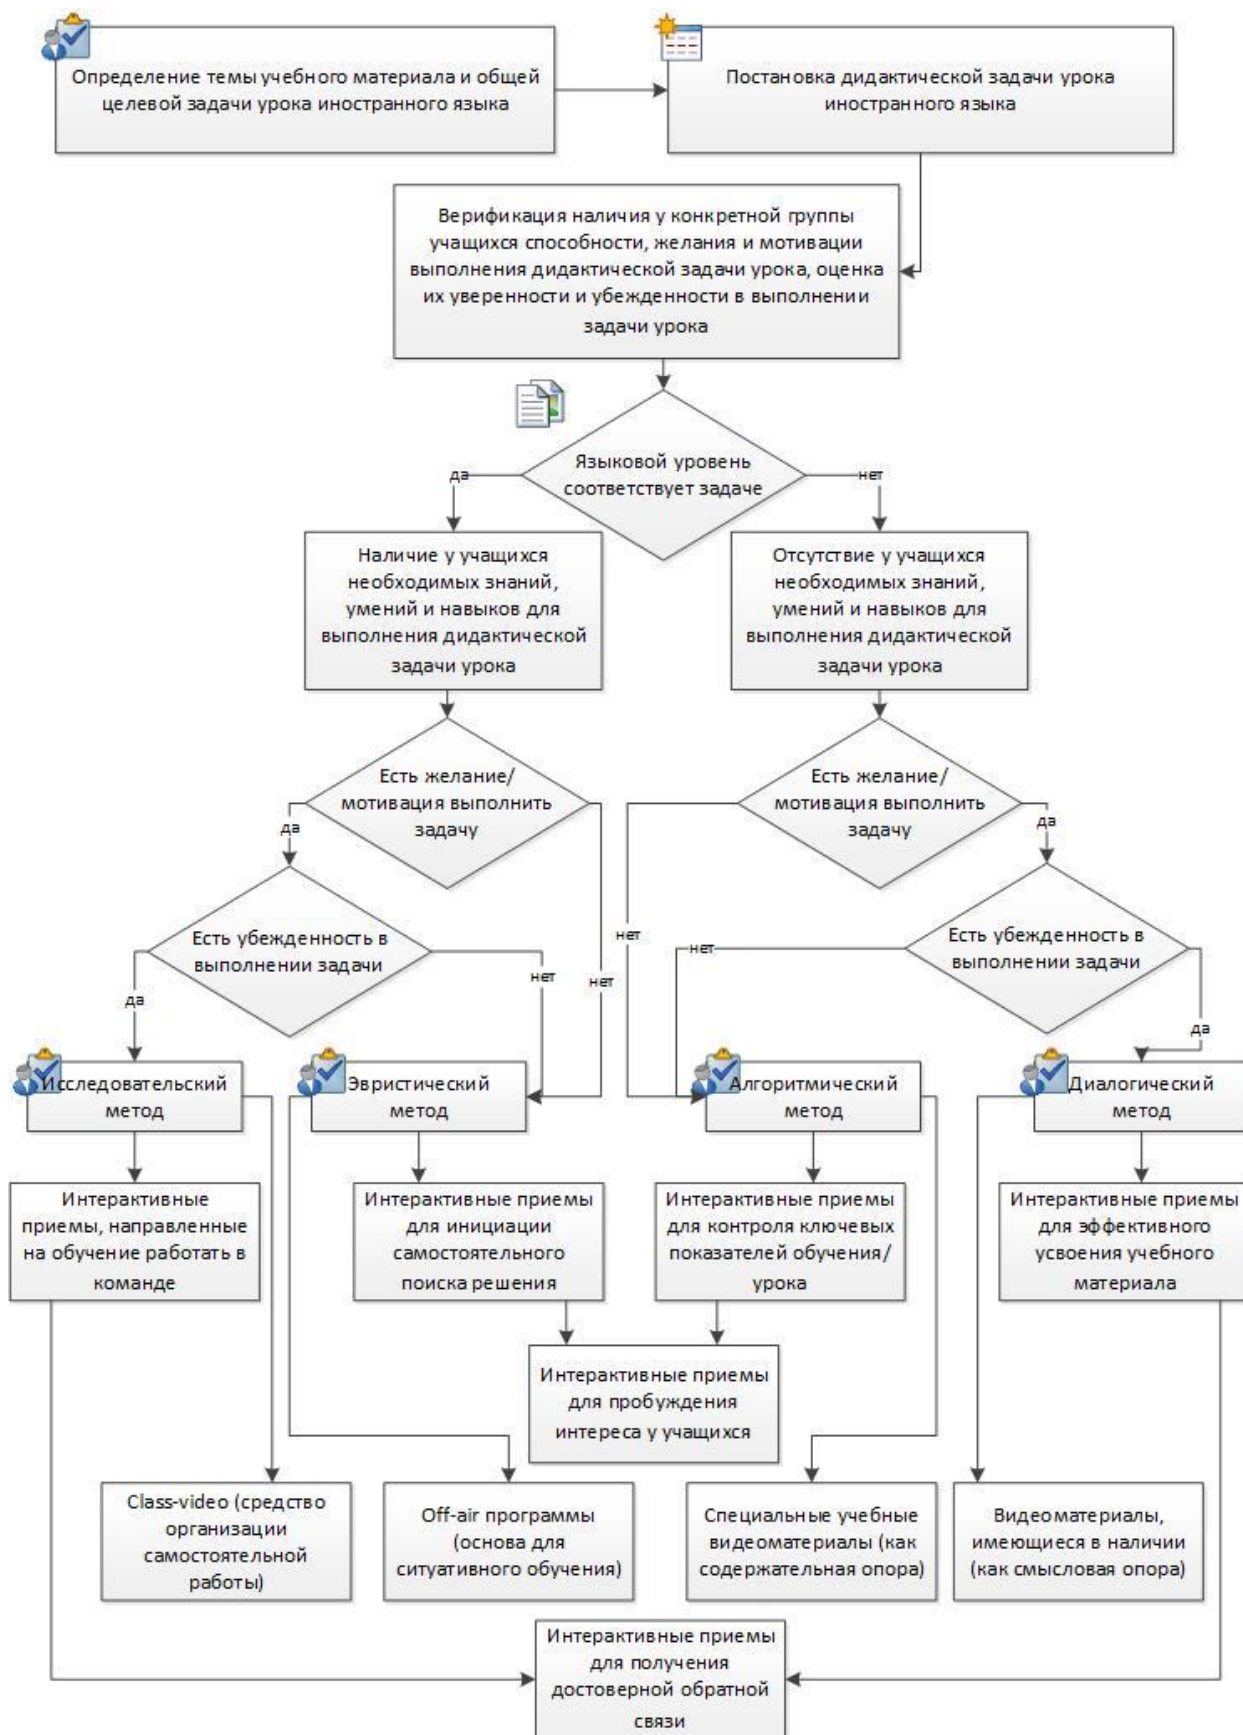 Определение темы учебного материала и общей
целевой задачи урока иностранного языка
Постановка дидактической задачи урока
иностранного языка
Верификация наличия у конкретной группы
учащихся способности, желания и мотивации
выполнения дидактической задачи урока, оценка
их уверенности и убежденности в выполнении
задачи урока
Языковой уровень
соответствует задаче
да
нет
Наличие у учащихся
необходимых знаний,
умений и навыков для
выполнения дидактической
задачи урока
Отсутствие у учащихся
необходимых знаний,
умений и навыков для
выполнения дидактической
задачи урока
Есть желание/
мотивация выполнить
задачу
Есть желание/
мотивация выполнить
задачу
да
да
Есть убежденность в
выполнении задачи
нет
нет
нет
нет
Есть убежденность в
выполнении задачи
да
да
Исследовательский
метод
Эвристический
метод
Алгоритмический
метод
Диалогический
метод
Интерактивные
приемы, направленные
на обучение работать в
команде
Интерактивные приемы
для инициации
самостоятельного
поиска решения
Интерактивные приемы
для контроля ключевых
показателей обучения/
урока
Интерактивные приемы
для эффективного
усвоения учебного
материала
Интерактивные приемы
для пробуждения
интереса у учащихся
Class-video (средство
организации
самостоятельной
работы)
Off-air программы
(основа для
ситуативного обучения)
Специальные учебные
видеоматериалы (как
содержательная опора)
Видеоматериалы,
имеющиеся в наличии
(как смысловая опора)
Интерактивные приемы
для получения
достоверной обратной
связи